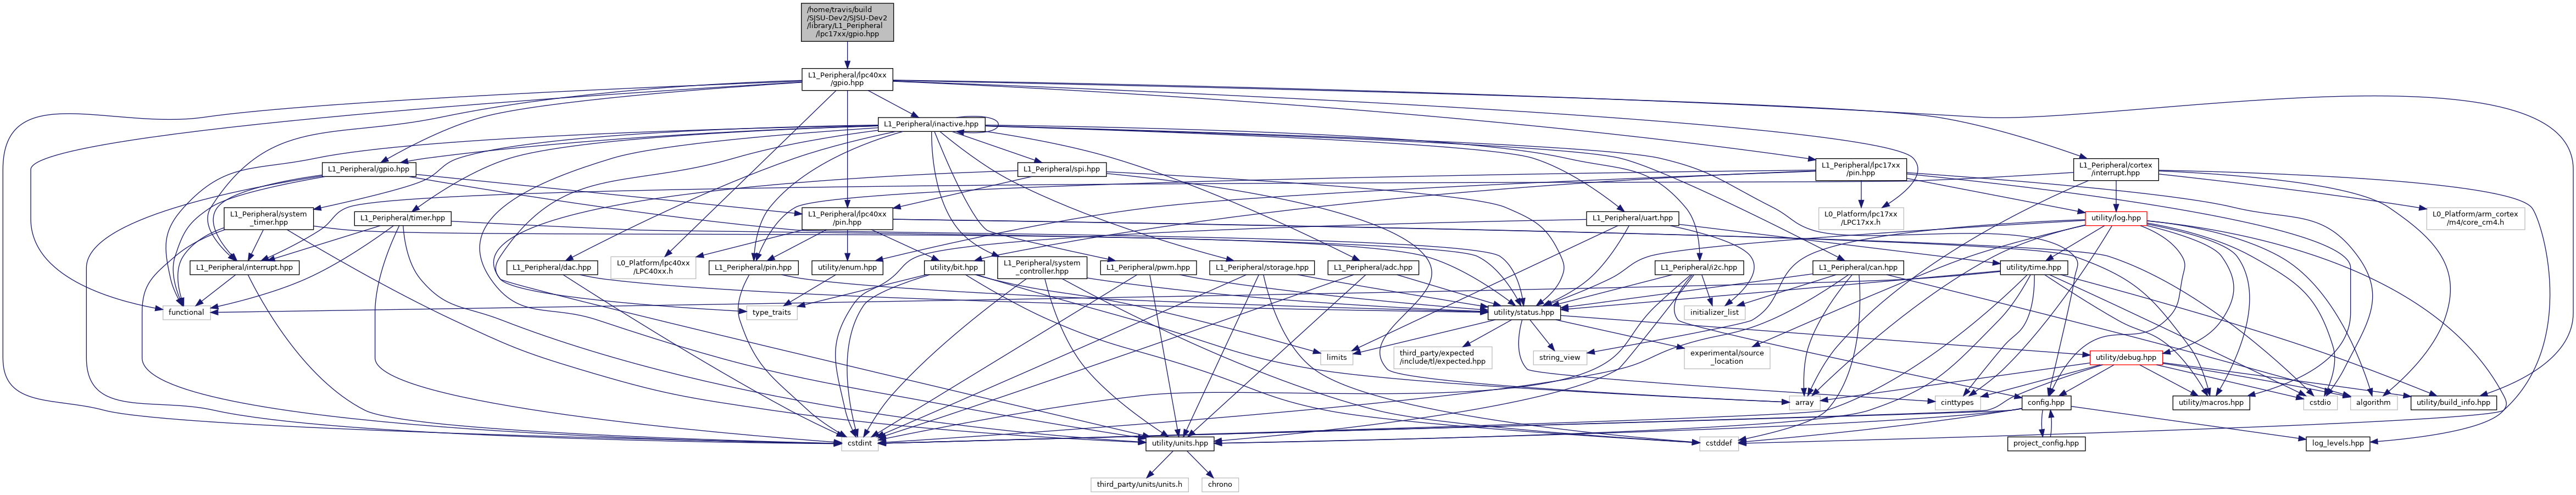 /home/travis/build
/SJSU-Dev2/SJSU-Dev2
/library/L1_Peripheral
/lpc17xx/gpio.hpp
L1_Peripheral/lpc40xx
/gpio.hpp
L1_Peripheral/inactive.hpp
L1_Peripheral/gpio.hpp
L1_Peripheral/spi.hpp
L1_Peripheral/lpc17xx
/pin.hpp
L1_Peripheral/cortex
/interrupt.hpp
L1_Peripheral/system
_timer.hpp
L1_Peripheral/timer.hpp
L1_Peripheral/lpc40xx
/pin.hpp
L1_Peripheral/uart.hpp
L0_Platform/lpc17xx
/LPC17xx.h
utility/log.hpp
L0_Platform/arm_cortex
/m4/core_cm4.h
L1_Peripheral/interrupt.hpp
L1_Peripheral/dac.hpp
L0_Platform/lpc40xx
/LPC40xx.h
L1_Peripheral/pin.hpp
utility/enum.hpp
utility/bit.hpp
L1_Peripheral/system
_controller.hpp
L1_Peripheral/pwm.hpp
L1_Peripheral/storage.hpp
L1_Peripheral/adc.hpp
L1_Peripheral/i2c.hpp
L1_Peripheral/can.hpp
utility/time.hpp
functional
type_traits
utility/status.hpp
initializer_list
limits
third_party/expected
/include/tl/expected.hpp
string_view
experimental/source
_location
utility/debug.hpp
array
cinttypes
config.hpp
utility/macros.hpp
cstdio
algorithm
utility/build_info.hpp
cstdint
utility/units.hpp
cstddef
project_config.hpp
log_levels.hpp
third_party/units/units.h
chrono